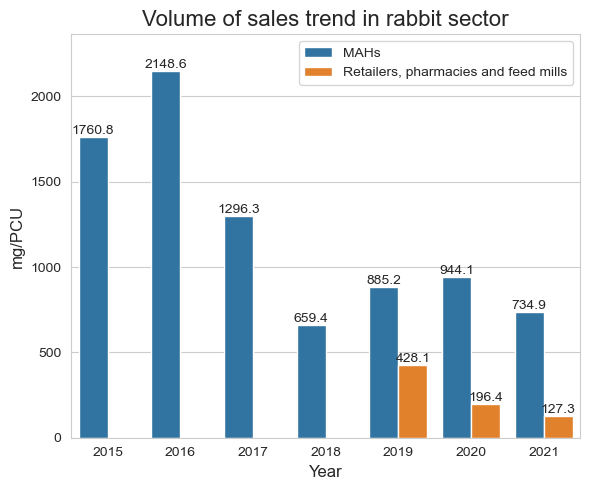 Volume of sales trend in rabbit sector
MAHs
Retailers, pharmacies and feed mills
mg/PCU
2000
1500
1000
500
0
1760.8
2148.6
1296.3
659.4
885.2
428.1
944.1
196.4
734.9
127.3
2015 2016 2017 2018 2019 2020 2021
Year